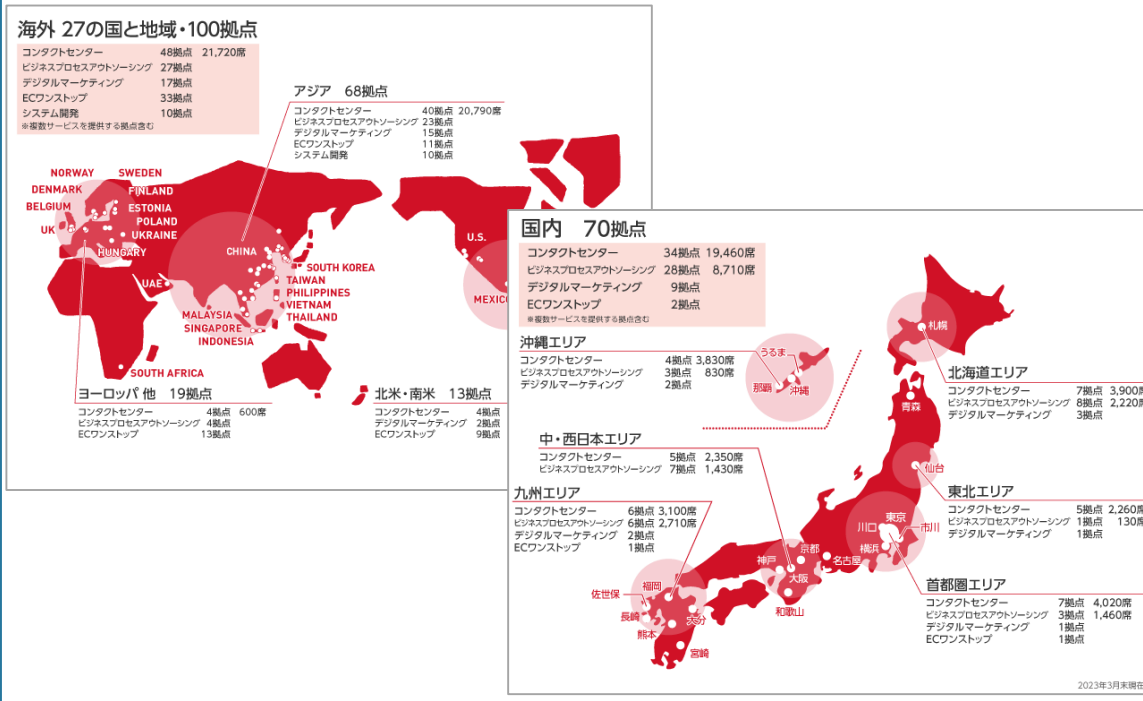 海外 27の国と地域・100拠点
コンタクトセンター 48拠点 21,720席
ビジネスプロセスアウトソーシング 27拠点
デジタルマーケティング 17拠点
ECワンストップ 33拠点
システム開発 10拠点
※複数サービスを提供する拠点含む
アジア 68拠点
コンタクトセンター 40拠点 20,790席
ビジネスプロセスアウトソーシング 23拠点
デジタルマーケティング 15拠点
ECワンストップ 11拠点
システム開発 10拠点
NORWAY SWEDEN
DENMARK FINLAND
BELGIUM ESTONIA
POLAND
UK UKRAINE
HUNGARY
CHINA
UAE
SOUTH KOREA
TAIWAN
PHILIPPINES
VIETNAM
THAILAND
MALAYSIA
SINGAPORE
INDONESIA
SOUTH AFRICA
U.S.
MEXICO
ヨーロッパ 他 19拠点
コンタクトセンター 4拠点 600席
ビジネスプロセスアウトソーシング 4拠点
ECワンストップ 13拠点
北米・南米 13拠点
コンタクトセンター 4拠点
デジタルマーケティング 2拠点
ECワンストップ 9拠点
国内 70拠点
コンタクトセンター 34拠点 19,460席
ビジネスプロセスアウトソーシング 28拠点 8,710席
デジタルマーケティング 9拠点
ECワンストップ 2拠点
※複数サービスを提供する拠点含む
沖縄エリア
コンタクトセンター 4拠点 3,830席
ビジネスプロセスアウトソーシング 3拠点 830席
デジタルマーケティング 2拠点
うるま
那覇
沖縄
札幌
北海道エリア
コンタクトセンター 7拠点 3,900席
ビジネスプロセスアウトソーシング 8拠点 2,220席
デジタルマーケティング 3拠点
青森
中・西日本エリア
コンタクトセンター 5拠点 2,350席
ビジネスプロセスアウトソーシング 7拠点 1,430席
仙台
東北エリア
コンタクトセンター 5拠点 2,260席
ビジネスプロセスアウトソーシング 1拠点 130席
デジタルマーケティング 1拠点
九州エリア
コンタクトセンター 6拠点 3,100席
ビジネスプロセスアウトソーシング 6拠点 2,710席
デジタルマーケティング 2拠点
ECワンストップ 1拠点
東京
川口
市川
横浜
京都
神戸
名古屋
大阪
和歌山
福岡
佐世保
長崎
大分
熊本
宮崎
首都圏エリア
コンタクトセンター 7拠点 4,020席
ビジネスプロセスアウトソーシング 3拠点 1,460席
デジタルマーケティング 1拠点
ECワンストップ 1拠点
2023年3月末現在